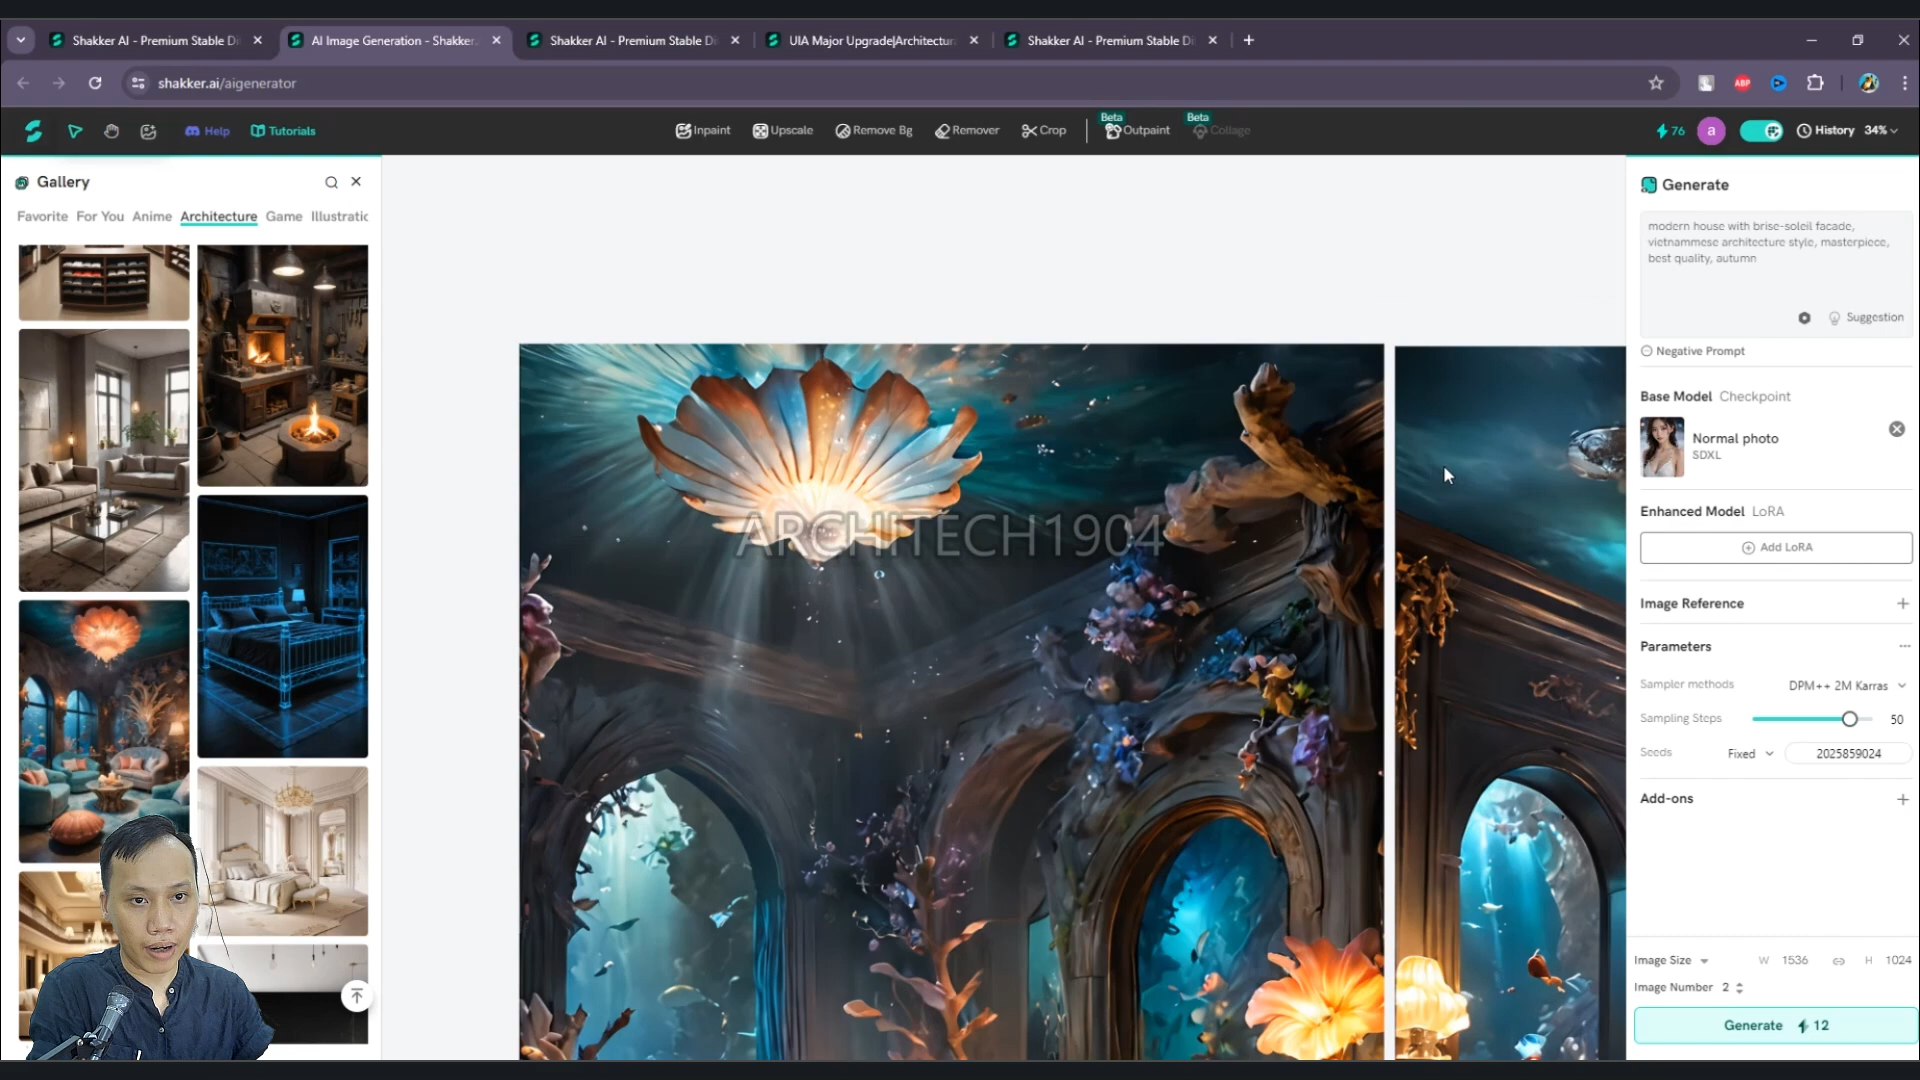 Shakker AI - Premium Stable Di
AI Image Generation - Shakker.
Shakker AI - Premium Stable Di
UIA Major Upgrade|Architectur
Shakker AI - Premium Stable Di
shakker.ai/aigenerator
ABP
Help
Tutorials
Inpaint
Upscale
Remove Bg
Remover
Crop
Beta
Outpaint
Beta
Collage
76
a
History
34%
Gallery
Favorite For You Anime Architecture Game Illustratic
ARCHITECH1904
Generate
modern house with brise-soleil facade,
vietnammese architecture style, masterpiece,
best quality, autumn
Suggestion
Negative Prompt
Base Model Checkpoint
Normal photo
SDXL
Enhanced Model LoRA
Add LoRA
Image Reference
Parameters
Sampler methods DPM++ 2M Karras
Sampling Steps 50
Seeds Fixed 2025859024
Add-ons
Image Size W 1536 H 1024
Image Number 2
Generate 12